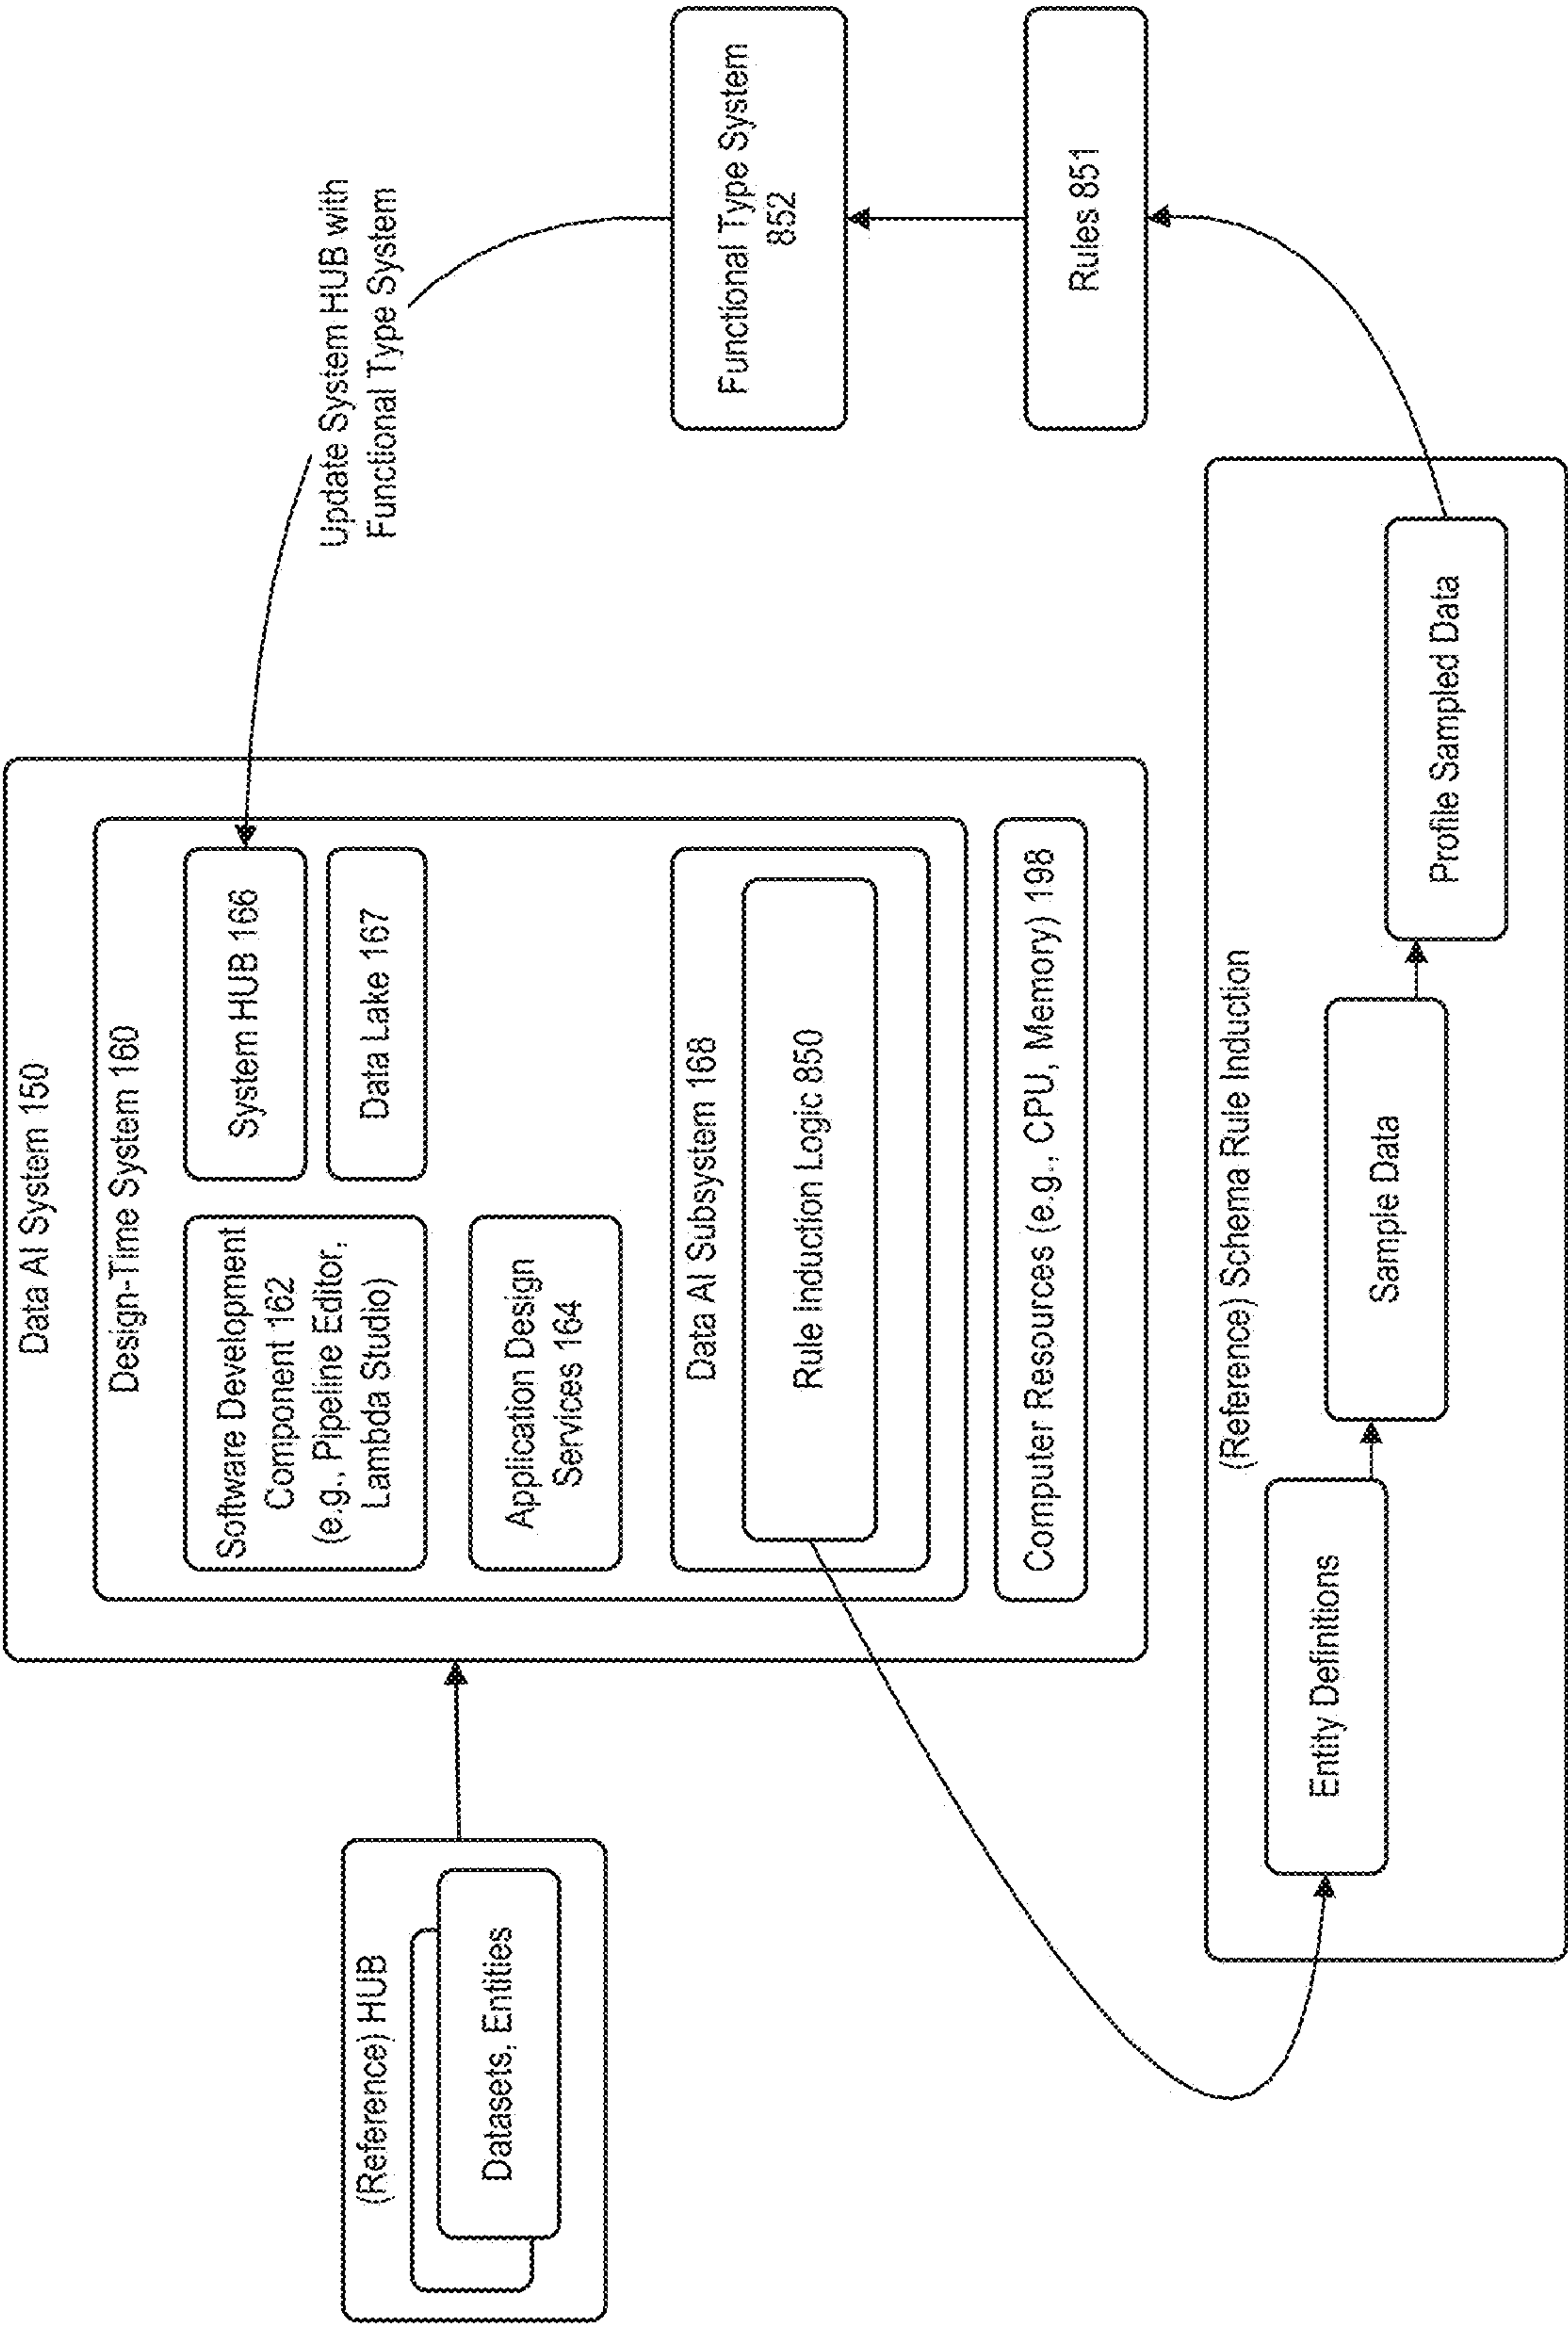 Data AI System 150
Design-Time System 160
Software Development
Component 162
(e.g., Pipeline Editor,
Lambda Studio)
System HUB 166
Data Lake 167
Application Design
Services 164
Data AI Subsystem 168
Rule Induction Logic 850
Computer Resources (e.g., CPU, Memory) 198
(Reference) HUB
Datasets, Entities
Update System HUB with
Functional Type System
Functional Type System
852
Rules 851
(Reference) Schema Rule Induction
Entity Definitions
Sample Data
Profile Sampled Data